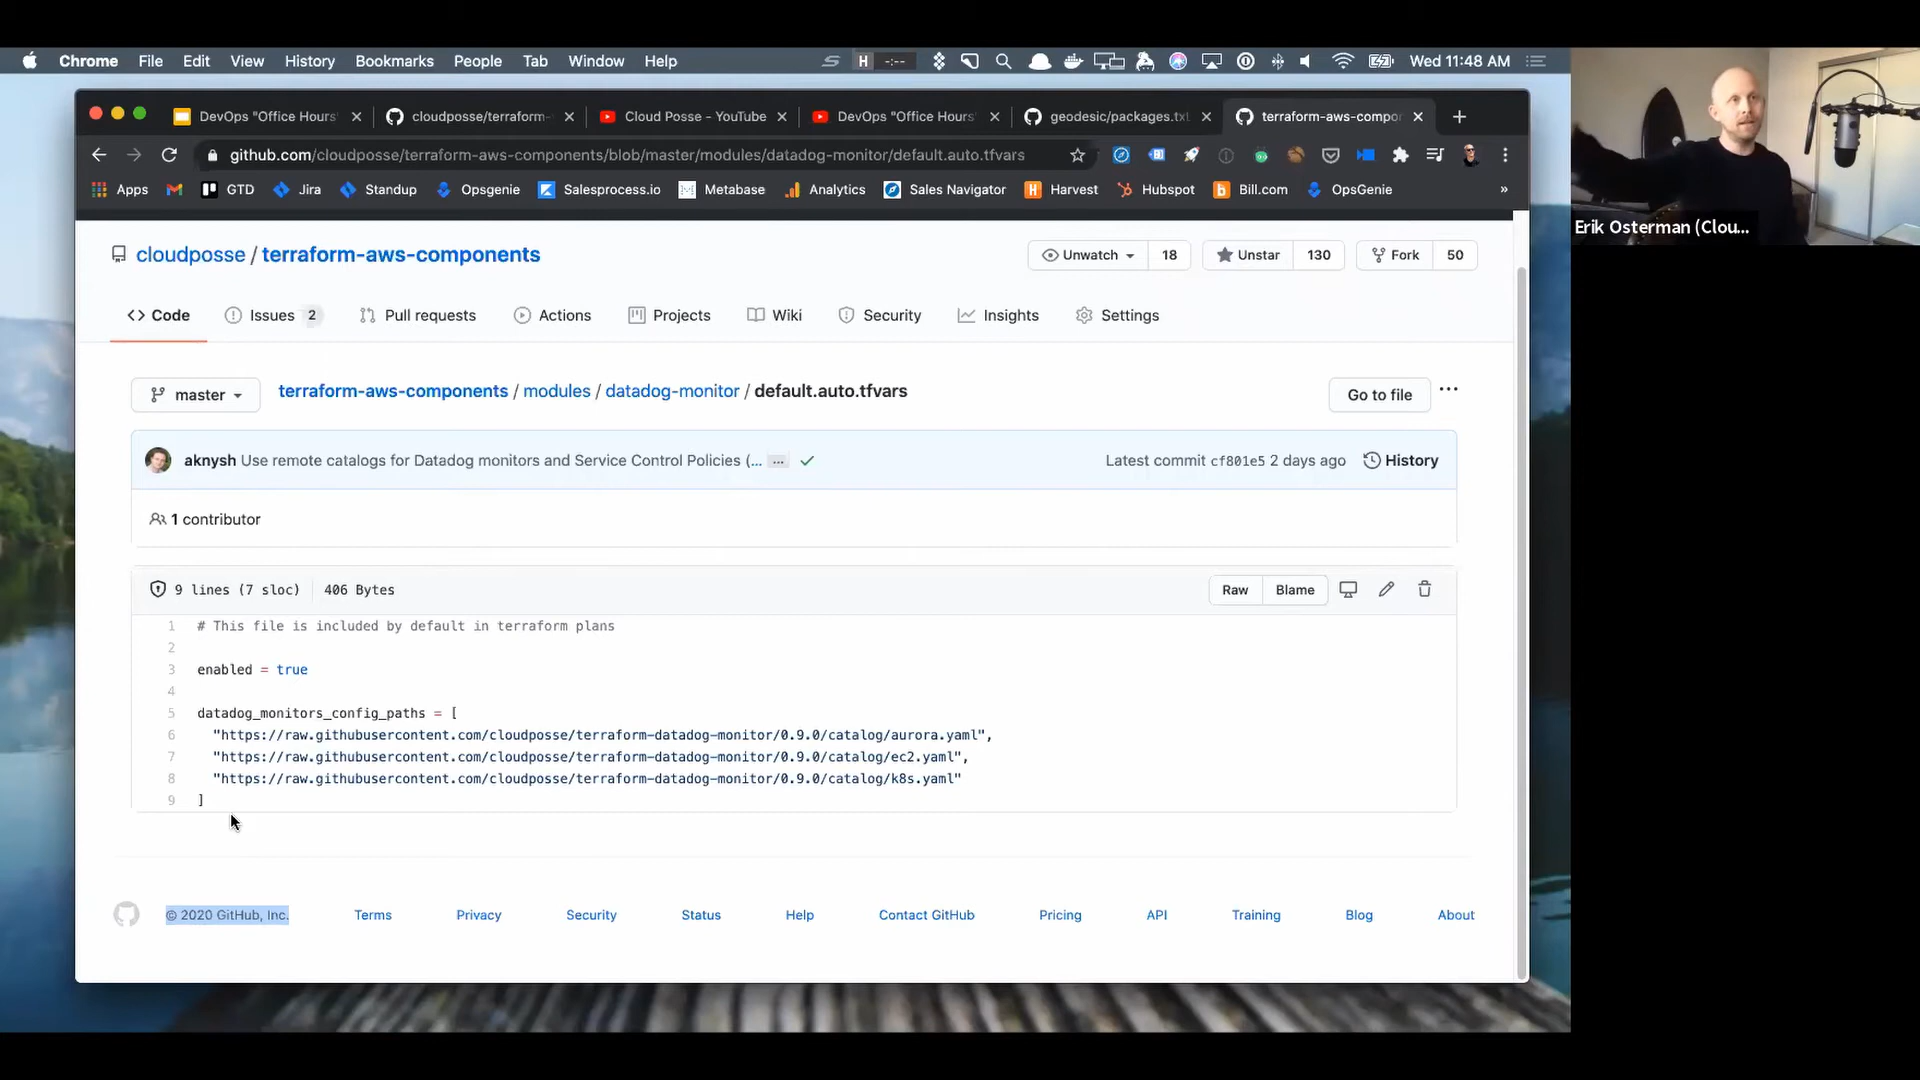 Chrome File Edit View History Bookmarks People Tab Window Help
H -:-- Wed 11:48 AM
DevOps "Office Hours" cloudposse/terraform- Cloud Posse - YouTube DevOps "Office Hours" geodesic/packages.txt terraform-aws-compo
github.com/cloudposse/terraform-aws-components/blob/master/modules/datadog-monitor/default.auto.tfvars
Apps GTD Jira Standup Opsgenie Salesprocess.io Metabase Analytics Sales Navigator Harvest Hubspot Bill.com OpsGenie »
Erik Osterman (Clou...
cloudposse / terraform-aws-components
Unwatch 18 Unstar 130 Fork 50
Code Issues 2 Pull requests Actions Projects Wiki Security Insights Settings
master terraform-aws-components / modules / datadog-monitor / default.auto.tfvars Go to file ...
aknysh Use remote catalogs for Datadog monitors and Service Control Policies (... ... Latest commit cf801e5 2 days ago History
1 contributor
9 lines (7 sloc) 406 Bytes Raw Blame
1 # This file is included by default in terraform plans
2
3 enabled = true
4
5 datadog_monitors_config_paths = [
6 "https://raw.githubusercontent.com/cloudposse/terraform-datadog-monitor/0.9.0/catalog/aurora.yaml",
7 "https://raw.githubusercontent.com/cloudposse/terraform-datadog-monitor/0.9.0/catalog/ec2.yaml",
8 "https://raw.githubusercontent.com/cloudposse/terraform-datadog-monitor/0.9.0/catalog/k8s.yaml"
9 ]
© 2020 GitHub, Inc. Terms Privacy Security Status Help Contact GitHub Pricing API Training Blog About